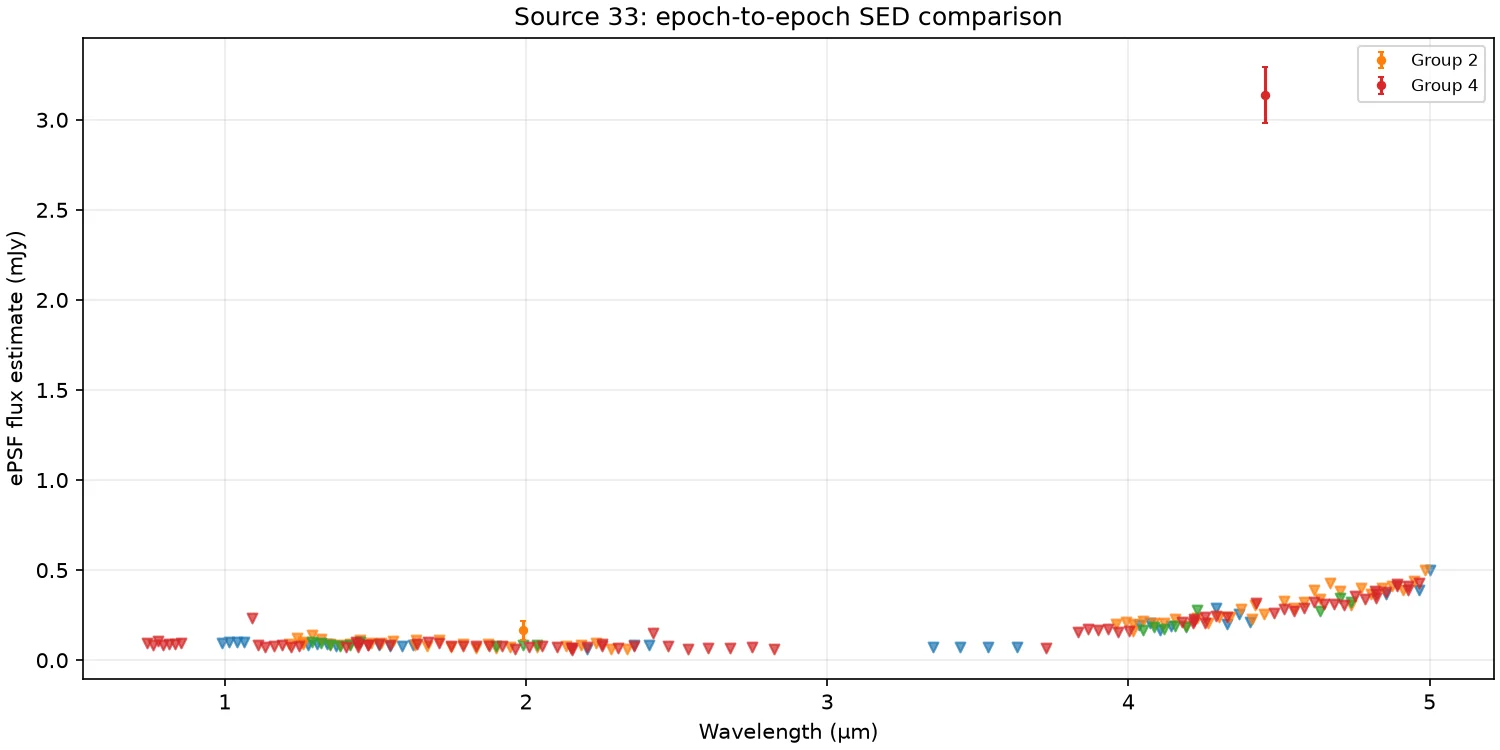 Source 33: epoch-to-epoch SED comparison
ePSF flux estimate (mJy)
3.0
2.5
2.0
1.5
1.0
0.5
0.0
Group 2
Group 4
1
2
3
4
5
Wavelength (μm)